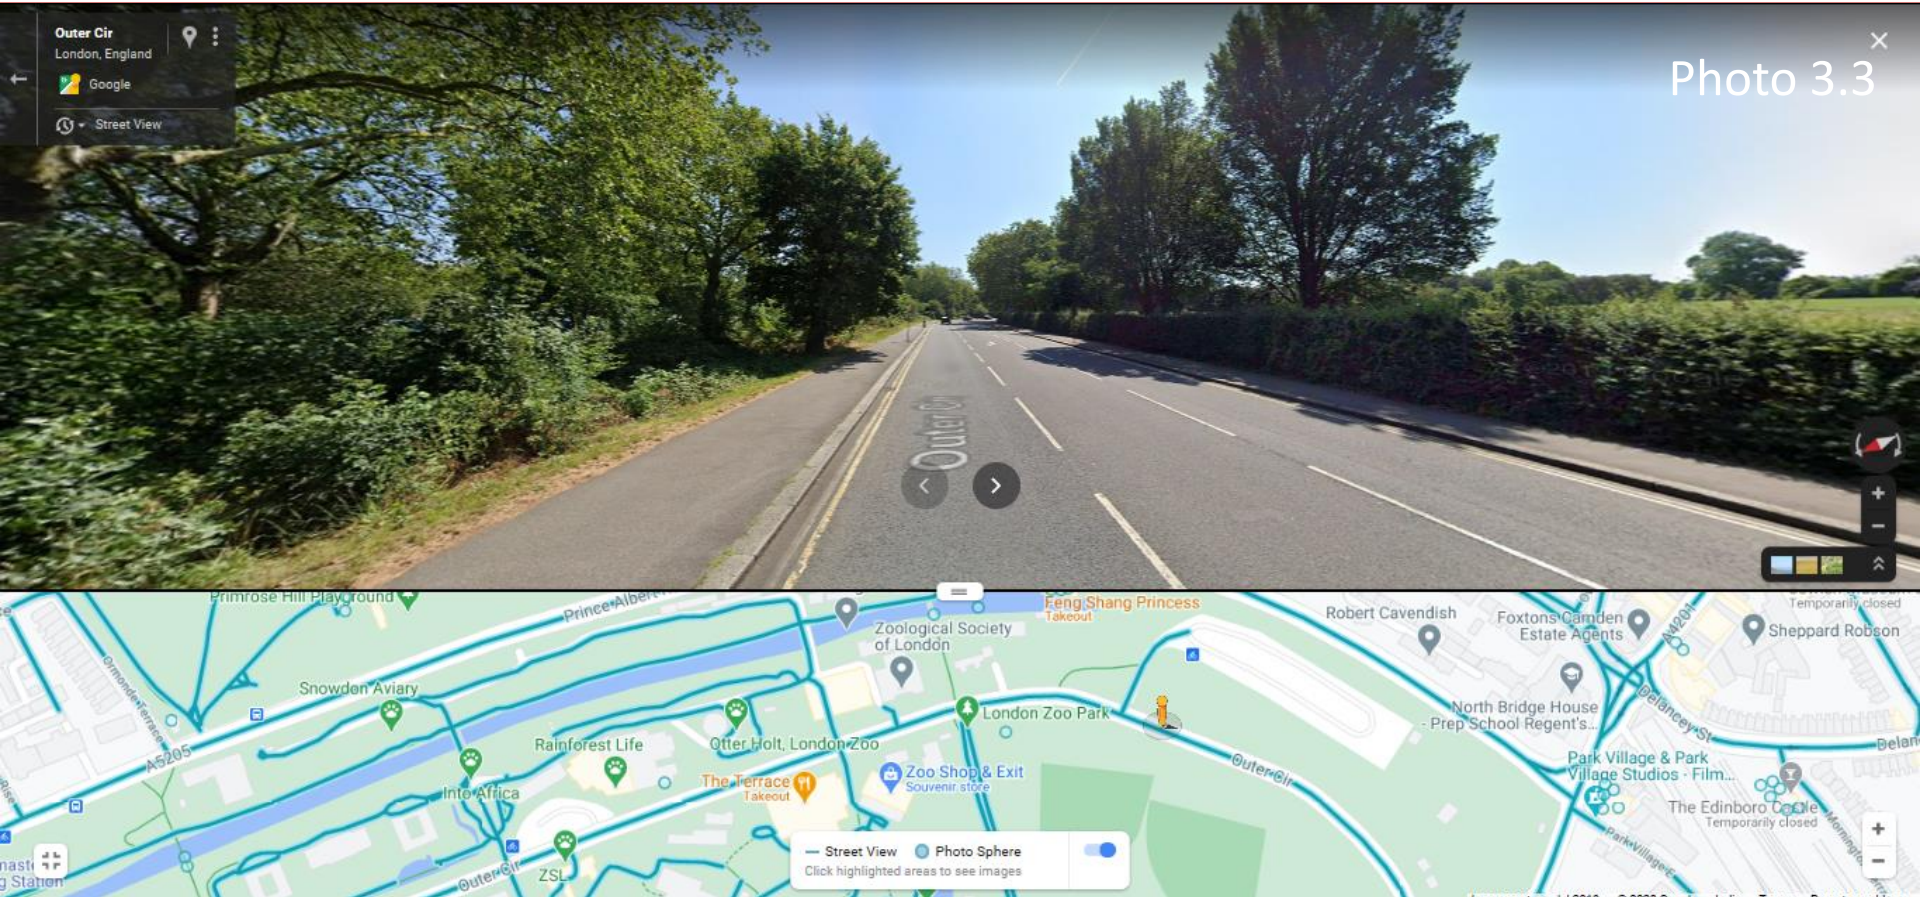 Outer Cir
London, England
Google
Street View
Photo 3.3
Outer Cir
Primrose Hill Playground
Prince Albert
Feng Shang Princess
Takeout
Robert Cavendish
Foxtons Camden
Estate Agents
A4201
Temporarily closed
Sheppard Robson
Zoological Society
of London
Ormonde Terrace
Snowdon Aviary
North Bridge House
- Prep School Regent's...
Delancey St
London Zoo Park
Delan
A5205
Rainforest Life
Otter Holt, London Zoo
The Terrace
Takeout
Zoo Shop & Exit
Souvenir store
Outer Cir
Park Village & Park
Village Studios · Film...
Into Africa
The Edinboro Castle
Temporarily closed
Park Village E
Street View
Photo Sphere
Click highlighted areas to see images
Outer Cir
ZSL
g Station